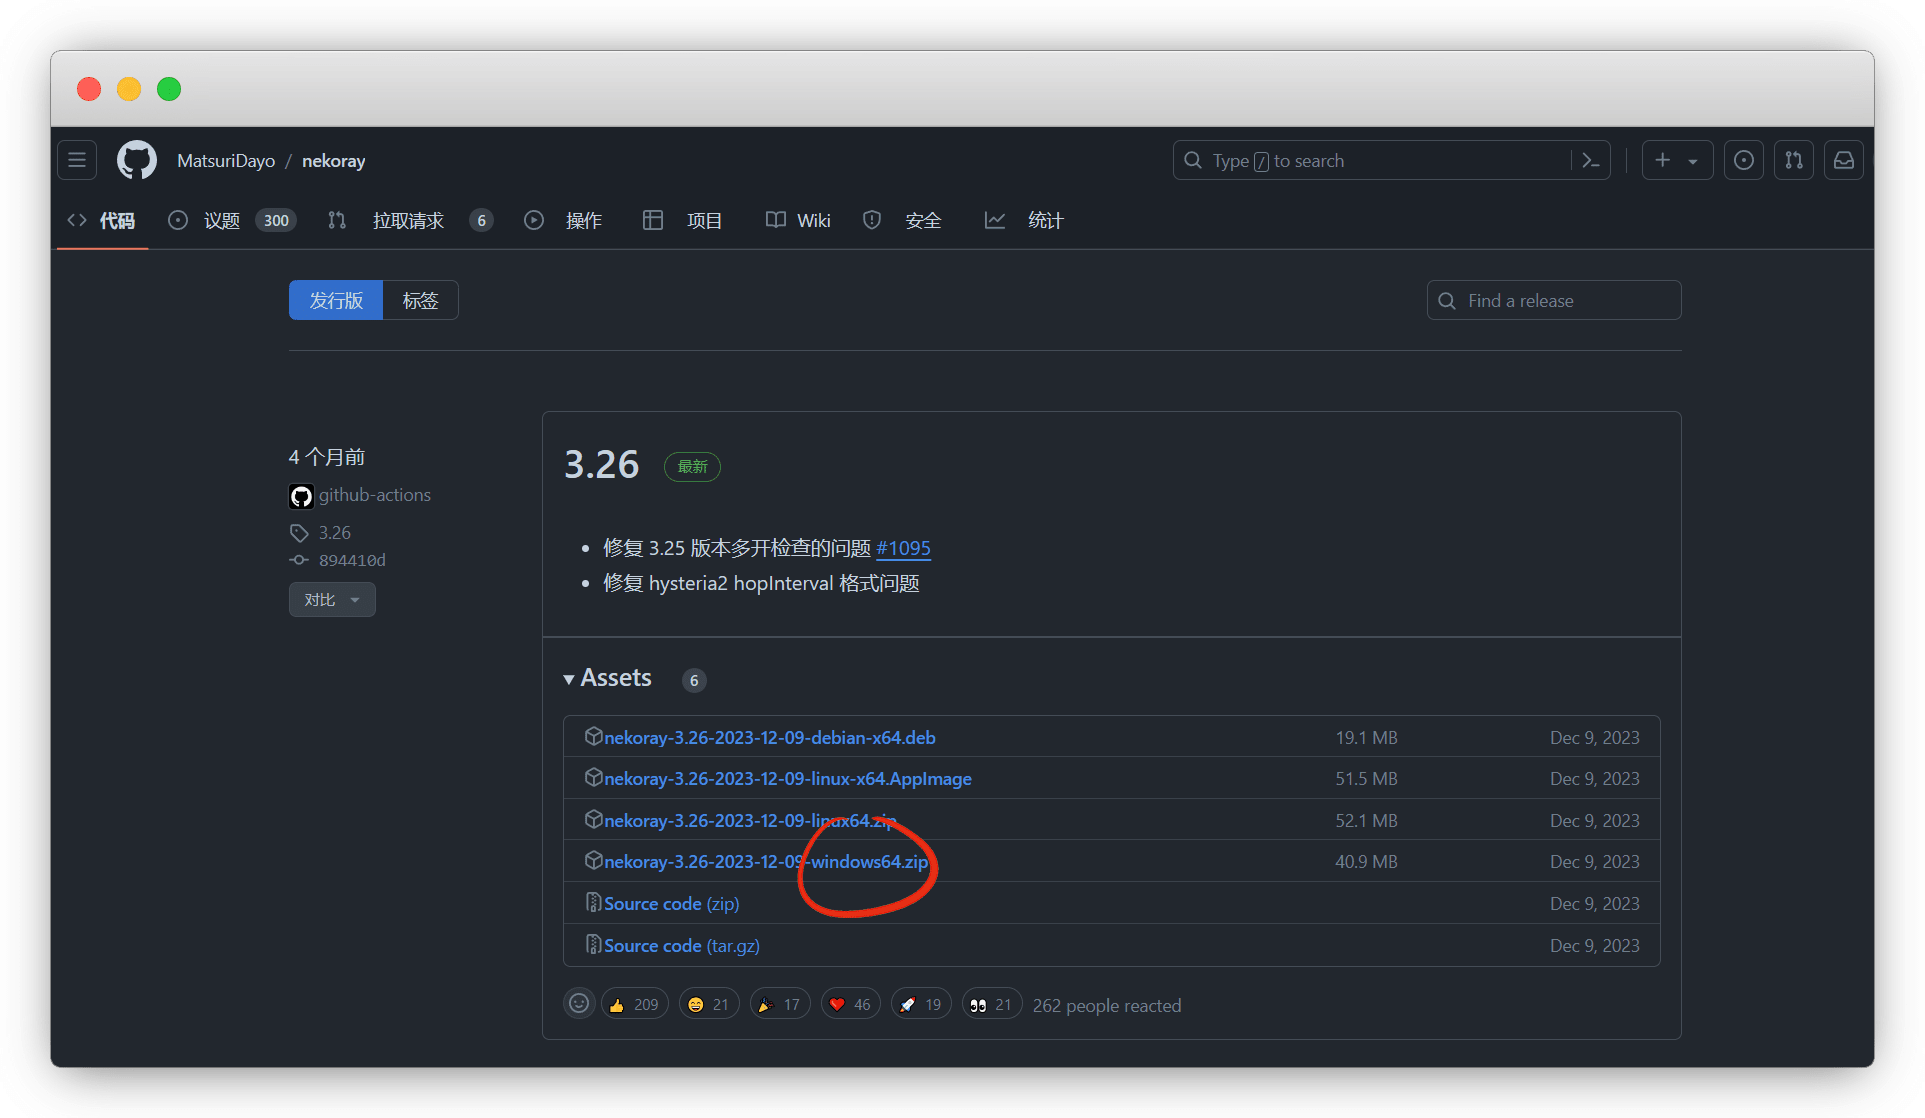 MatsuriDayo / nekoray
Type / to search
代码 议题 300 拉取请求 6 操作 项目 Wiki 安全 统计
发行版 标签
Find a release
4 个月前
github-actions
3.26
894410d
对比
3.26 最新
修复 3.25 版本多开检查的问题 #1095
修复 hysteria2 hopInterval 格式问题
Assets 6
nekoray-3.26-2023-12-09-debian-x64.deb 19.1 MB Dec 9, 2023
nekoray-3.26-2023-12-09-linux-x64.AppImage 51.5 MB Dec 9, 2023
nekoray-3.26-2023-12-09-linux64.zip 52.1 MB Dec 9, 2023
nekoray-3.26-2023-12-09-windows64.zip 40.9 MB Dec 9, 2023
Source code (zip) Dec 9, 2023
Source code (tar.gz) Dec 9, 2023
209 21 17 46 19 21 262 people reacted